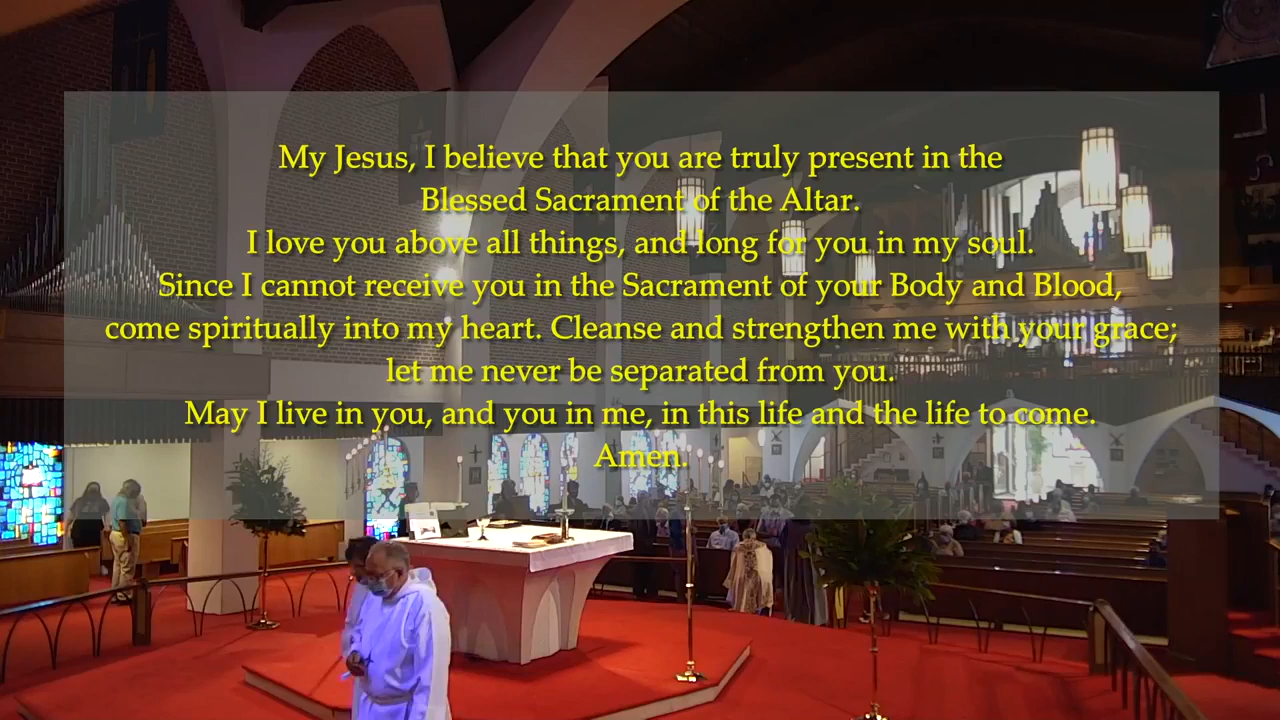 My Jesus, I believe that you are truly present in the
Blessed Sacrament of the Altar.
I love you above all things, and long for you in my soul.
Since I cannot receive you in the Sacrament of your Body and Blood,
come spiritually into my heart. Cleanse and strengthen me with your grace;
let me never be separated from you.
May I live in you, and you in me, in this life and the life to come.
Amen.